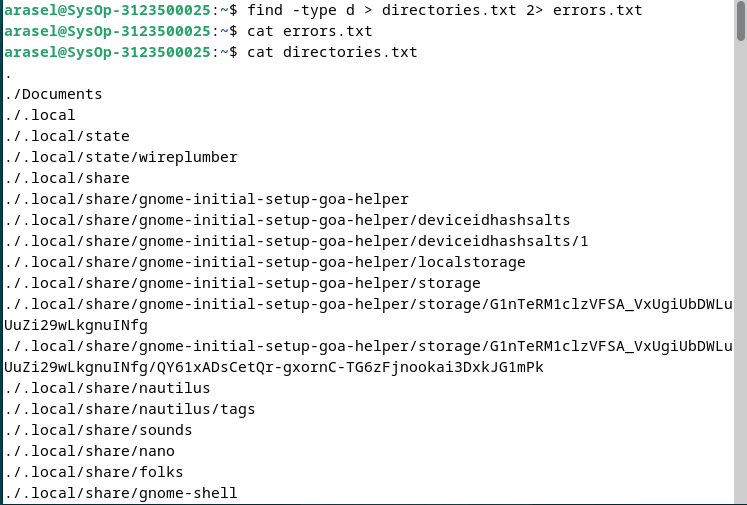 arasel@SysOp-3123500025:~$ find -type d > directories.txt 2> errors.txt
arasel@SysOp-3123500025:~$ cat errors.txt
arasel@SysOp-3123500025:~$ cat directories.txt
.
./Documents
./.local
./.local/state
./.local/state/wireplumber
./.local/share
./.local/share/gnome-initial-setup-goa-helper
./.local/share/gnome-initial-setup-goa-helper/deviceidhashsalts
./.local/share/gnome-initial-setup-goa-helper/deviceidhashsalts/1
./.local/share/gnome-initial-setup-goa-helper/localstorage
./.local/share/gnome-initial-setup-goa-helper/storage
./.local/share/gnome-initial-setup-goa-helper/storage/G1nTeRM1clzVFSA_VxUgiUbDWLu
UuZi29wLkgnuINfg
./.local/share/gnome-initial-setup-goa-helper/storage/G1nTeRM1clzVFSA_VxUgiUbDWLu
UuZi29wLkgnuINfg/QY61xADsCetQr-gxornC-TG6zFjnookai3DxkJG1mPk
./.local/share/nautilus
./.local/share/nautilus/tags
./.local/share/sounds
./.local/share/nano
./.local/share/folks
./.local/share/gnome-shell